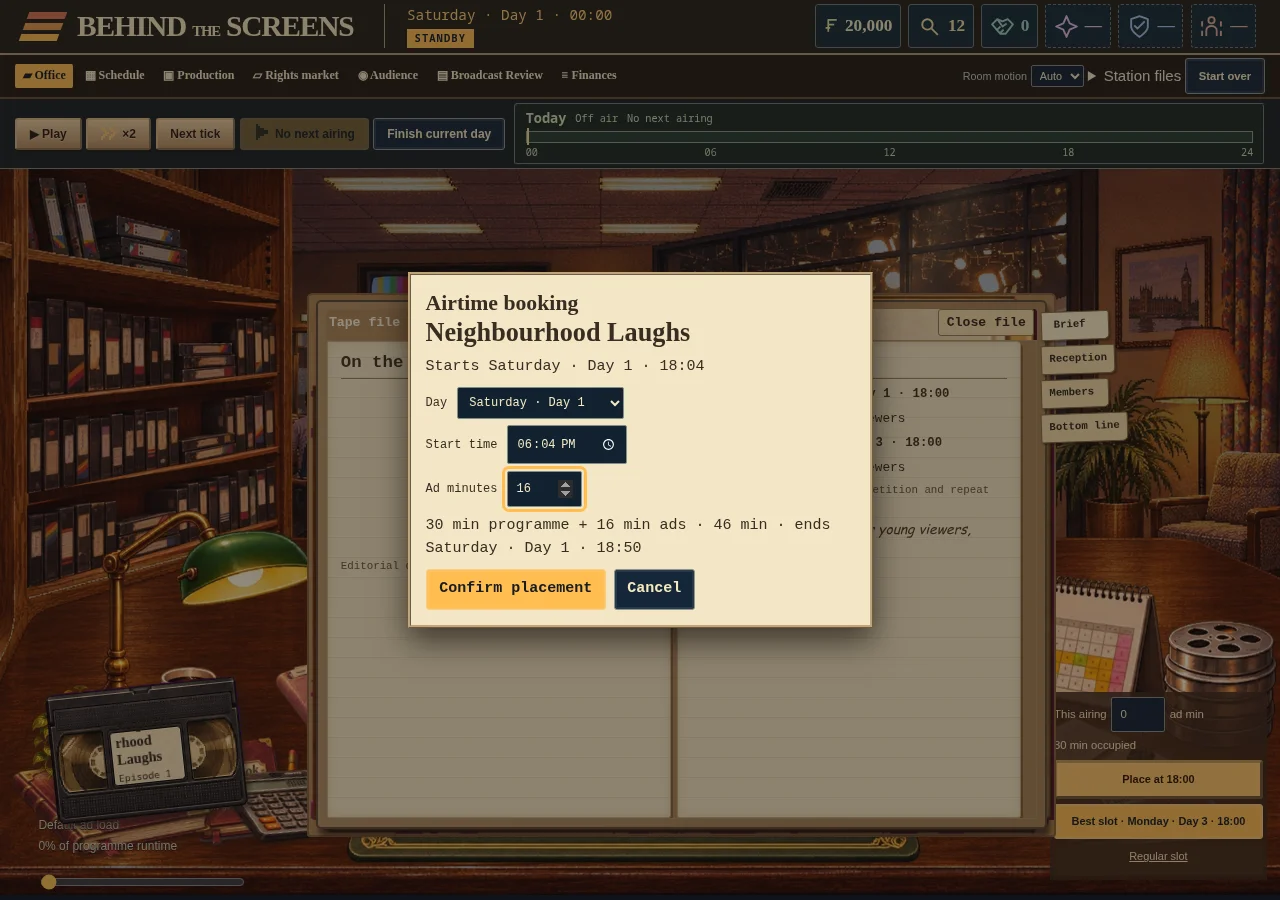 BEHIND THE SCREENS
Saturday · Day 1 · 00:00
STANDBY
₣ 20,000
12
0
—
—
—
Office
Schedule
Production
Rights market
Audience
Broadcast Review
Finances
Room motion
Auto
Station files
Start over
Play
×2
Next tick
No next airing
Finish current day
Today Off air No next airing
00 06 12 18 24
Tape file
Close file
On the
Brief
Reception
Members
Bottom line
Airtime booking
Neighbourhood Laughs
Starts Saturday · Day 1 · 18:04
Day Saturday · Day 1
Start time 06:04 PM
Ad minutes 16
30 min programme + 16 min ads · 46 min · ends
Saturday · Day 1 · 18:50
Confirm placement
Cancel
1 · 18:00
3 · 18:00
and repeat
young viewers,
Editorial
rhood
Laughs
Episode 1
Default ad load
0% of programme runtime
This airing 0 ad min
30 min occupied
Place at 18:00
Best slot · Monday · Day 3 · 18:00
Regular slot